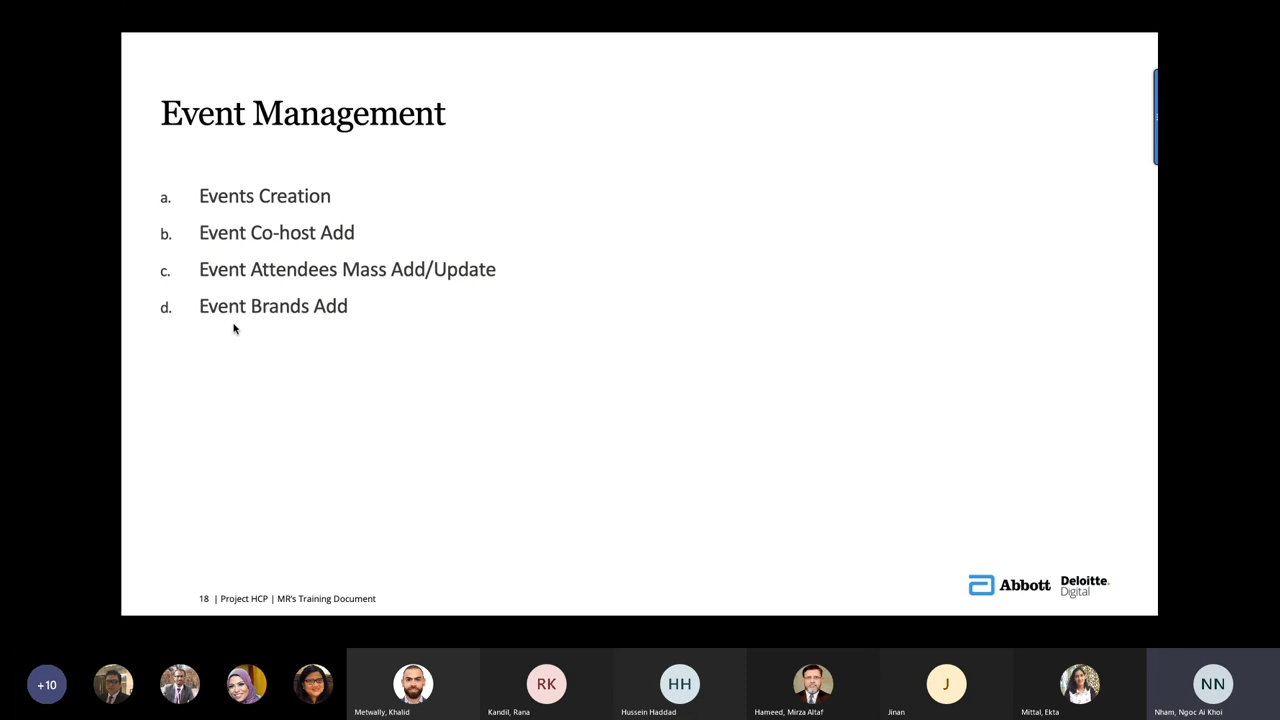 Event Management
a. Events Creation
b. Event Co-host Add
c. Event Attendees Mass Add/Update
d. Event Brands Add
18 | Project HCP | MR's Training Document
Abbott
Deloitte.
Digital
+10
RK
HH
J
NN
Metwally, Khalid
Kandil, Rana
Hussein Haddad
Hameed, Mirza Altaf
Jinan
Mittal, Ekta
Nham, Ngoc Ai Khoi